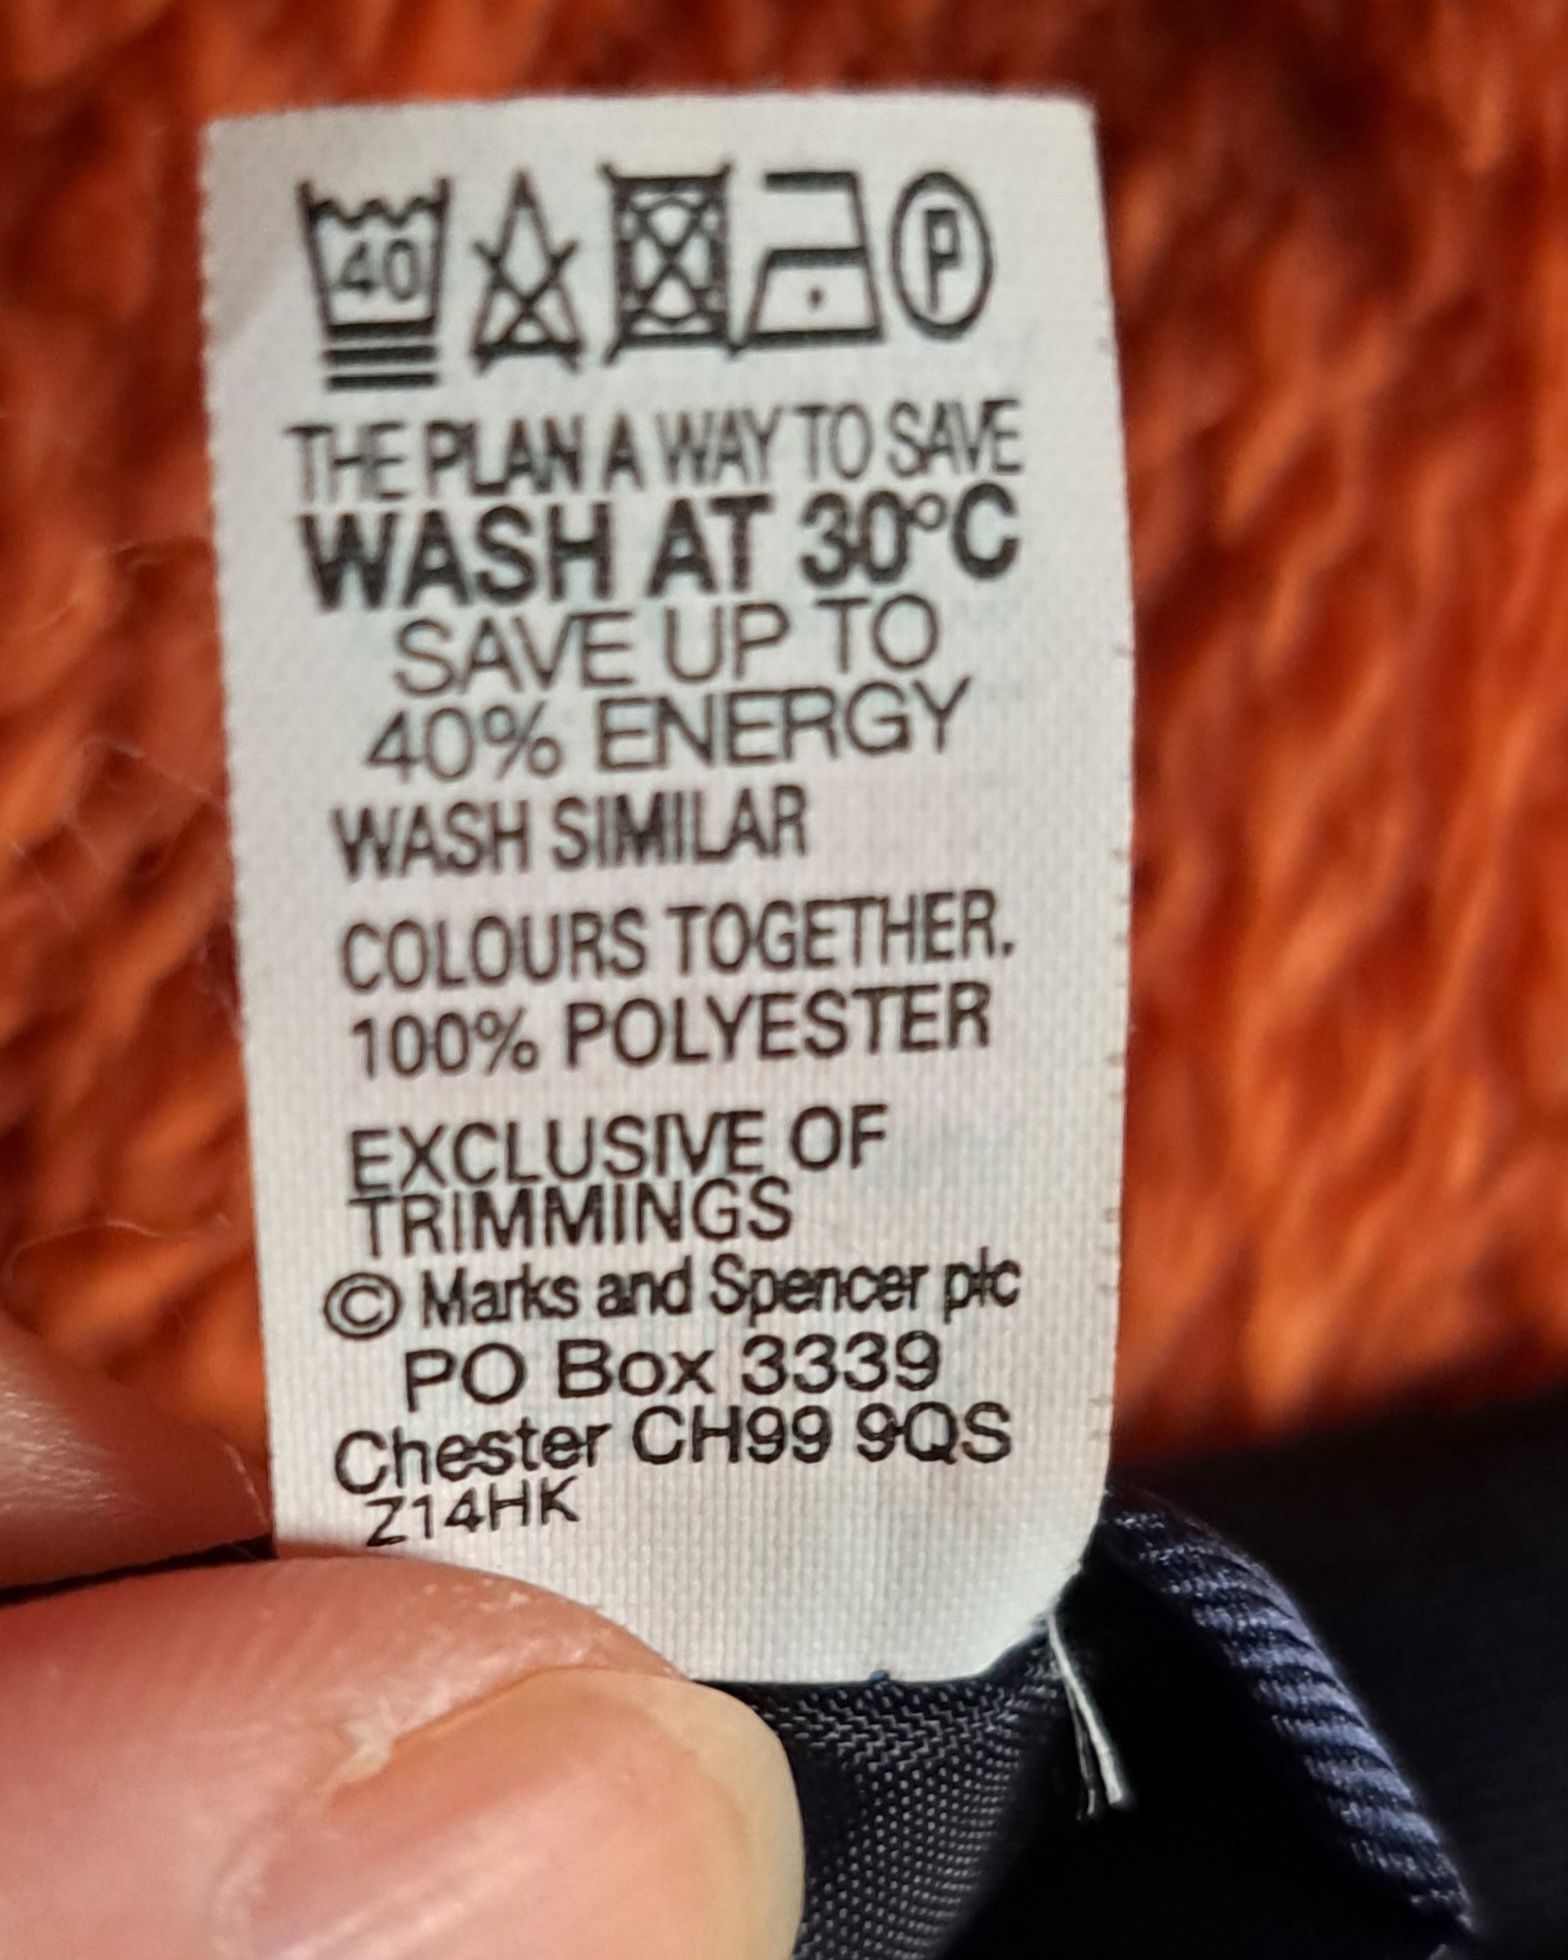 40 P
THE PLAN A WAY TO SAVE
WASH AT 30°C
SAVE UP TO
40% ENERGY
WASH SIMILAR
COLOURS TOGETHER.
100% POLYESTER
EXCLUSIVE OF
TRIMMINGS
© Marks and Spencer plc
PO Box 3339
Chester CH99 9QS
Z14HK